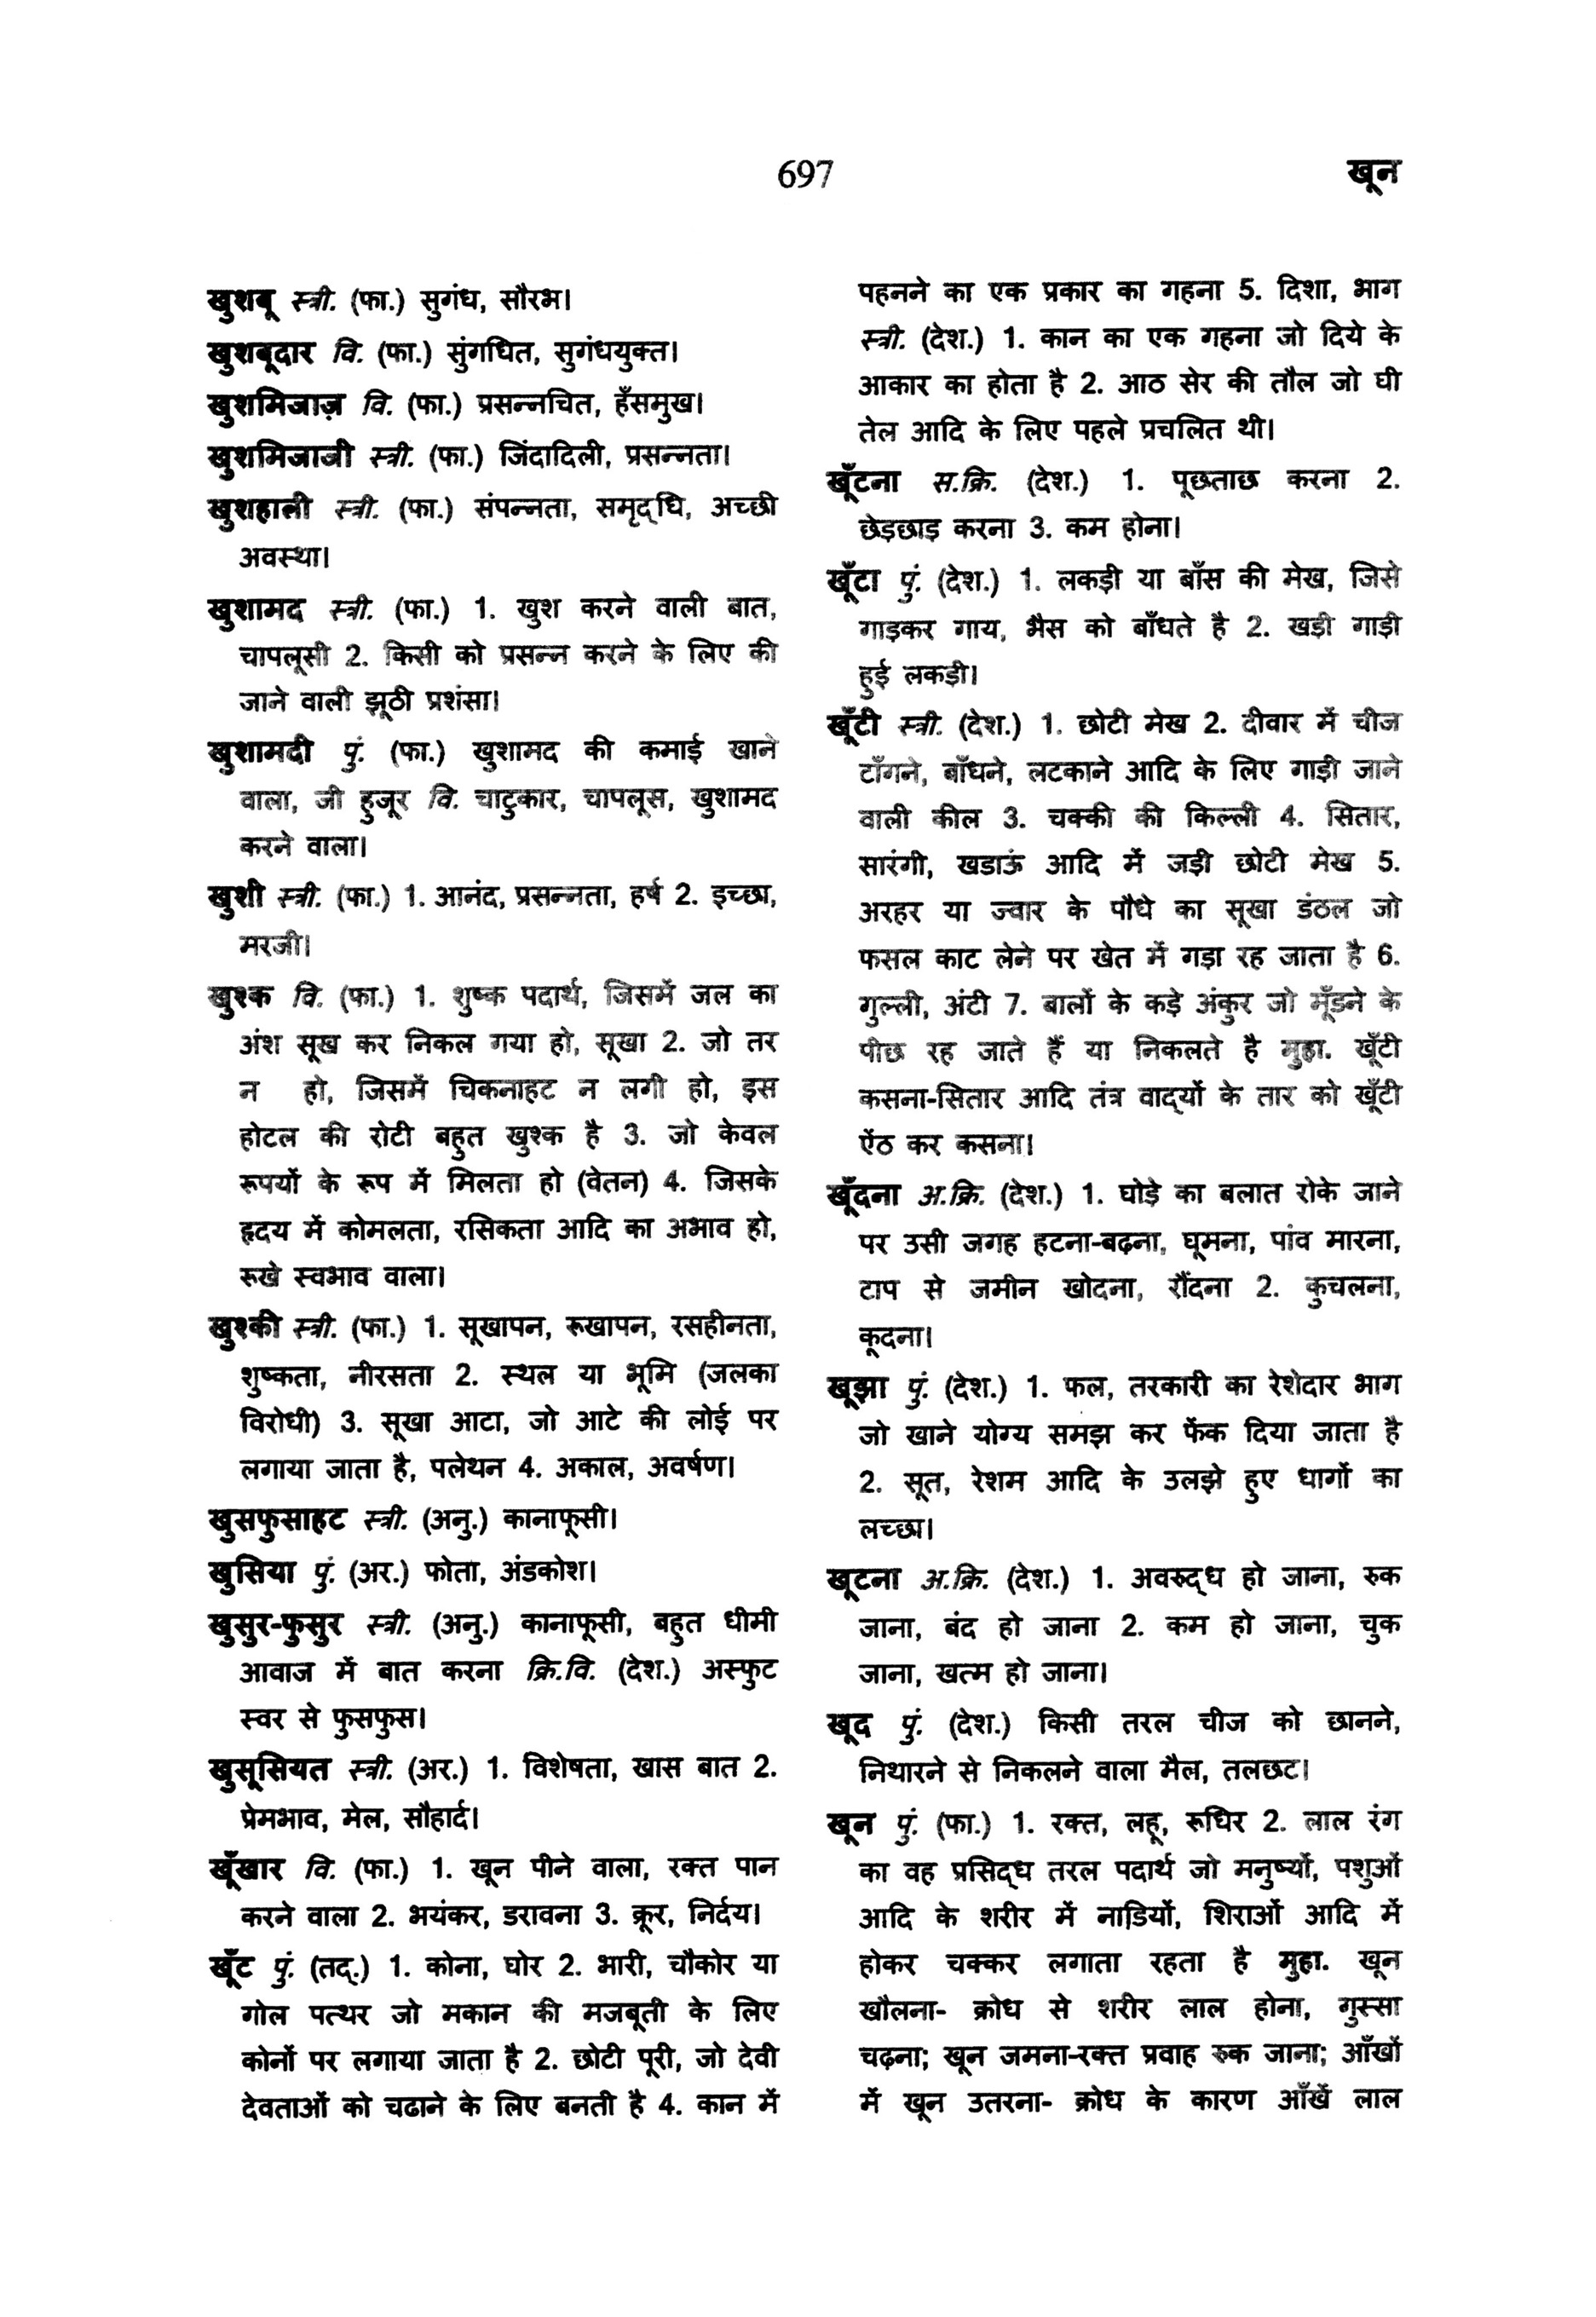 697
खून
खुशबू स्त्री. (फा.) सुगंध, सौरभ।
खुशबूदार वि. (फा.) सुंगधित, सुगंधयुक्त।
खुशमिजाज़ वि. (फा.) प्रसन्नचित, हँसमुख।
खुशमिजाजी स्त्री. (फा.) जिंदादिली, प्रसन्नता।
खुशहाली स्त्री. (फा.) संपन्नता, समृद्‌धि, अच्छी
अवस्था।
खुशामद स्त्री. (फा.) 1. खुश करने वाली बात,
चापलूसी 2. किसी को प्रसन्न करने के लिए की
जाने वाली झूठी प्रशंसा।
खुशामदी पुं. (फा.) खुशामद की कमाई खाने
वाला, जी हुजूर वि. चाटुकार, चापलूस, खुशामद
करने वाला।
खुशी स्त्री. (फा.) 1. आनंद, प्रसन्नता, हर्ष 2. इच्छा,
मरजी।
खुश्क वि. (फा.) 1. शुष्क पदार्थ, जिसमें जल का
अंश सूख कर निकल गया हो, सूखा 2. जो तर
न हो, जिसमें चिकनाहट न लगी हो, इस
होटल की रोटी बहुत खुश्क है 3. जो केवल
रूपयों के रूप में मिलता हो (वेतन) 4. जिसके
हृदय में कोमलता, रसिकता आदि का अभाव हो,
रूखे स्वभाव वाला।
खुश्की स्त्री. (फा.) 1. सूखापन, रूखापन, रसहीनता,
शुष्कता, नीरसता 2. स्थल या भूमि (जलका
विरोधी) 3. सूखा आटा, जो आटे की लोई पर
लगाया जाता है, पलेथन 4. अकाल, अवर्षण।
खुसफुसाहट स्त्री. (अनु.) कानाफूसी।
खुसिया पुं. (अर.) फोता, अंडकोश।
खुसुर-फुसुर स्त्री. (अनु.) कानाफूसी, बहुत धीमी
आवाज में बात करना क्रि.वि. (देश.) अस्फुट
स्वर से फुसफुस।
खुसूसियत स्त्री. (अर.) 1. विशेषता, खास बात 2.
प्रेमभाव, मेल, सौहार्द।
खूँखार वि. (फा.) 1. खून पीने वाला, रक्त पान
करने वाला 2. भयंकर, डरावना 3. क्रूर, निर्दय।
खूँट पुं. (तद्.) 1. कोना, घोर 2. भारी, चौकोर या
गोल पत्थर जो मकान की मजबूती के लिए
कोनों पर लगाया जाता है 2. छोटी पूरी, जो देवी
देवताओं को चढाने के लिए बनती है 4. कान में
पहनने का एक प्रकार का गहना 5. दिशा, भाग
स्त्री. (देश.) 1. कान का एक गहना जो दिये के
आकार का होता है 2. आठ सेर की तौल जो घी
तेल आदि के लिए पहले प्रचलित थी।
खूँटना स.क्रि. (देश.) 1. पूछताछ करना 2.
छेड़छाड़ करना 3. कम होना।
खूँटा पुं. (देश.) 1. लकड़ी या बाँस की मेख, जिसे
गाड़कर गाय, भैस को बाँधते है 2. खड़ी गाड़ी
हुई लकड़ी।
खूँटी स्त्री. (देश.) 1. छोटी मेख 2. दीवार में चीज
टाँगने, बाँधने, लटकाने आदि के लिए गाड़ी जाने
वाली कील 3. चक्की की किल्ली 4. सितार,
सारंगी, खडाऊं आदि में जड़ी छोटी मेख 5.
अरहर या ज्वार के पौधे का सूखा डंठल जो
फसल काट लेने पर खेत में गड़ा रह जाता है 6.
गुल्ली, अंटी 7. बालों के कड़े अंकुर जो मूँडने के
पीछ रह जाते हैं या निकलते है मुहा. खूँटी
कसना-सितार आदि तंत्र वाद्‌यों के तार को खूँटी
ऐंठ कर कसना।
खूँदना अ.क्रि. (देश.) 1. घोड़े का बलात रोके जाने
पर उसी जगह हटना-बढ़ना, घूमना, पांव मारना,
टाप से जमीन खोदना, रौंदना 2. कुचलना,
कूदना।
खूझा पुं. (देश.) 1. फल, तरकारी का रेशेदार भाग
जो खाने योग्य समझ कर फेंक दिया जाता है
2. सूत, रेशम आदि के उलझे हुए धागों का
लच्छा।
खूटना अ.क्रि. (देश.) 1. अवरुद्‌ध हो जाना, रुक
जाना, बंद हो जाना 2. कम हो जाना, चुक
जाना, खत्म हो जाना।
खूद पुं. (देश.) किसी तरल चीज को छानने,
निथारने से निकलने वाला मैल, तलछट।
खून पुं. (फा.) 1. रक्त, लहू, रूधिर 2. लाल रंग
का वह प्रसिद्‌ध तरल पदार्थ जो मनुष्यों, पशुओं
आदि के शरीर में नाडि़यों, शिराओं आदि में
होकर चक्कर लगाता रहता है मुहा. खून
खौलना- क्रोध से शरीर लाल होना, गुस्सा
चढ़ना; खून जमना-रक्त प्रवाह रुक जाना; आँखों
में खून उतरना- क्रोध के कारण आँखें लाल